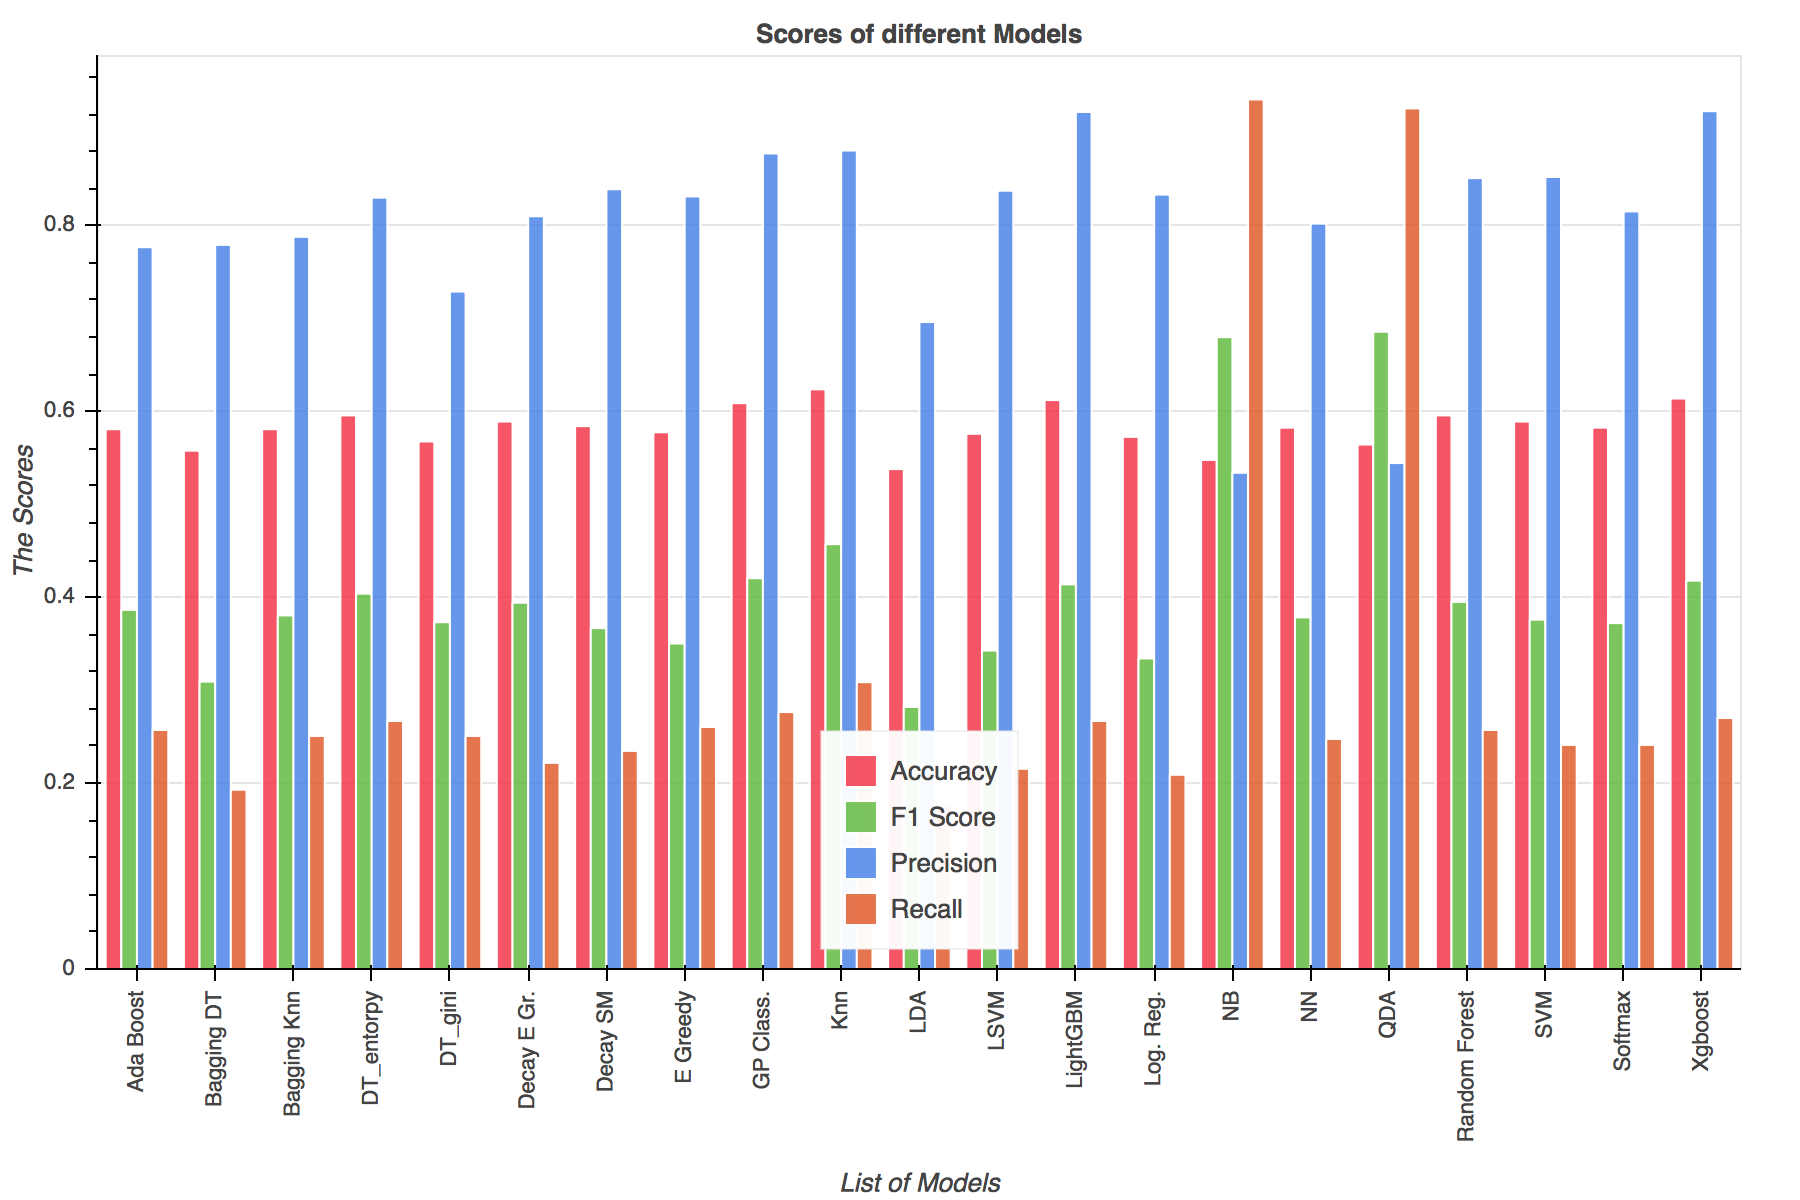 Scores of different Models
The Scores
0.8
0.6
0.4
0.2
0
Accuracy
F1 Score
Precision
Recall
Ada Boost
Bagging DT
Bagging Knn
DT_entorpy
DT_gini
Decay E Gr.
Decay SM
E Greedy
GP Class.
Knn
LDA
LSVM
LightGBM
Log. Reg.
NB
NN
QDA
Random Forest
SVM
Softmax
Xgboost
List of Models